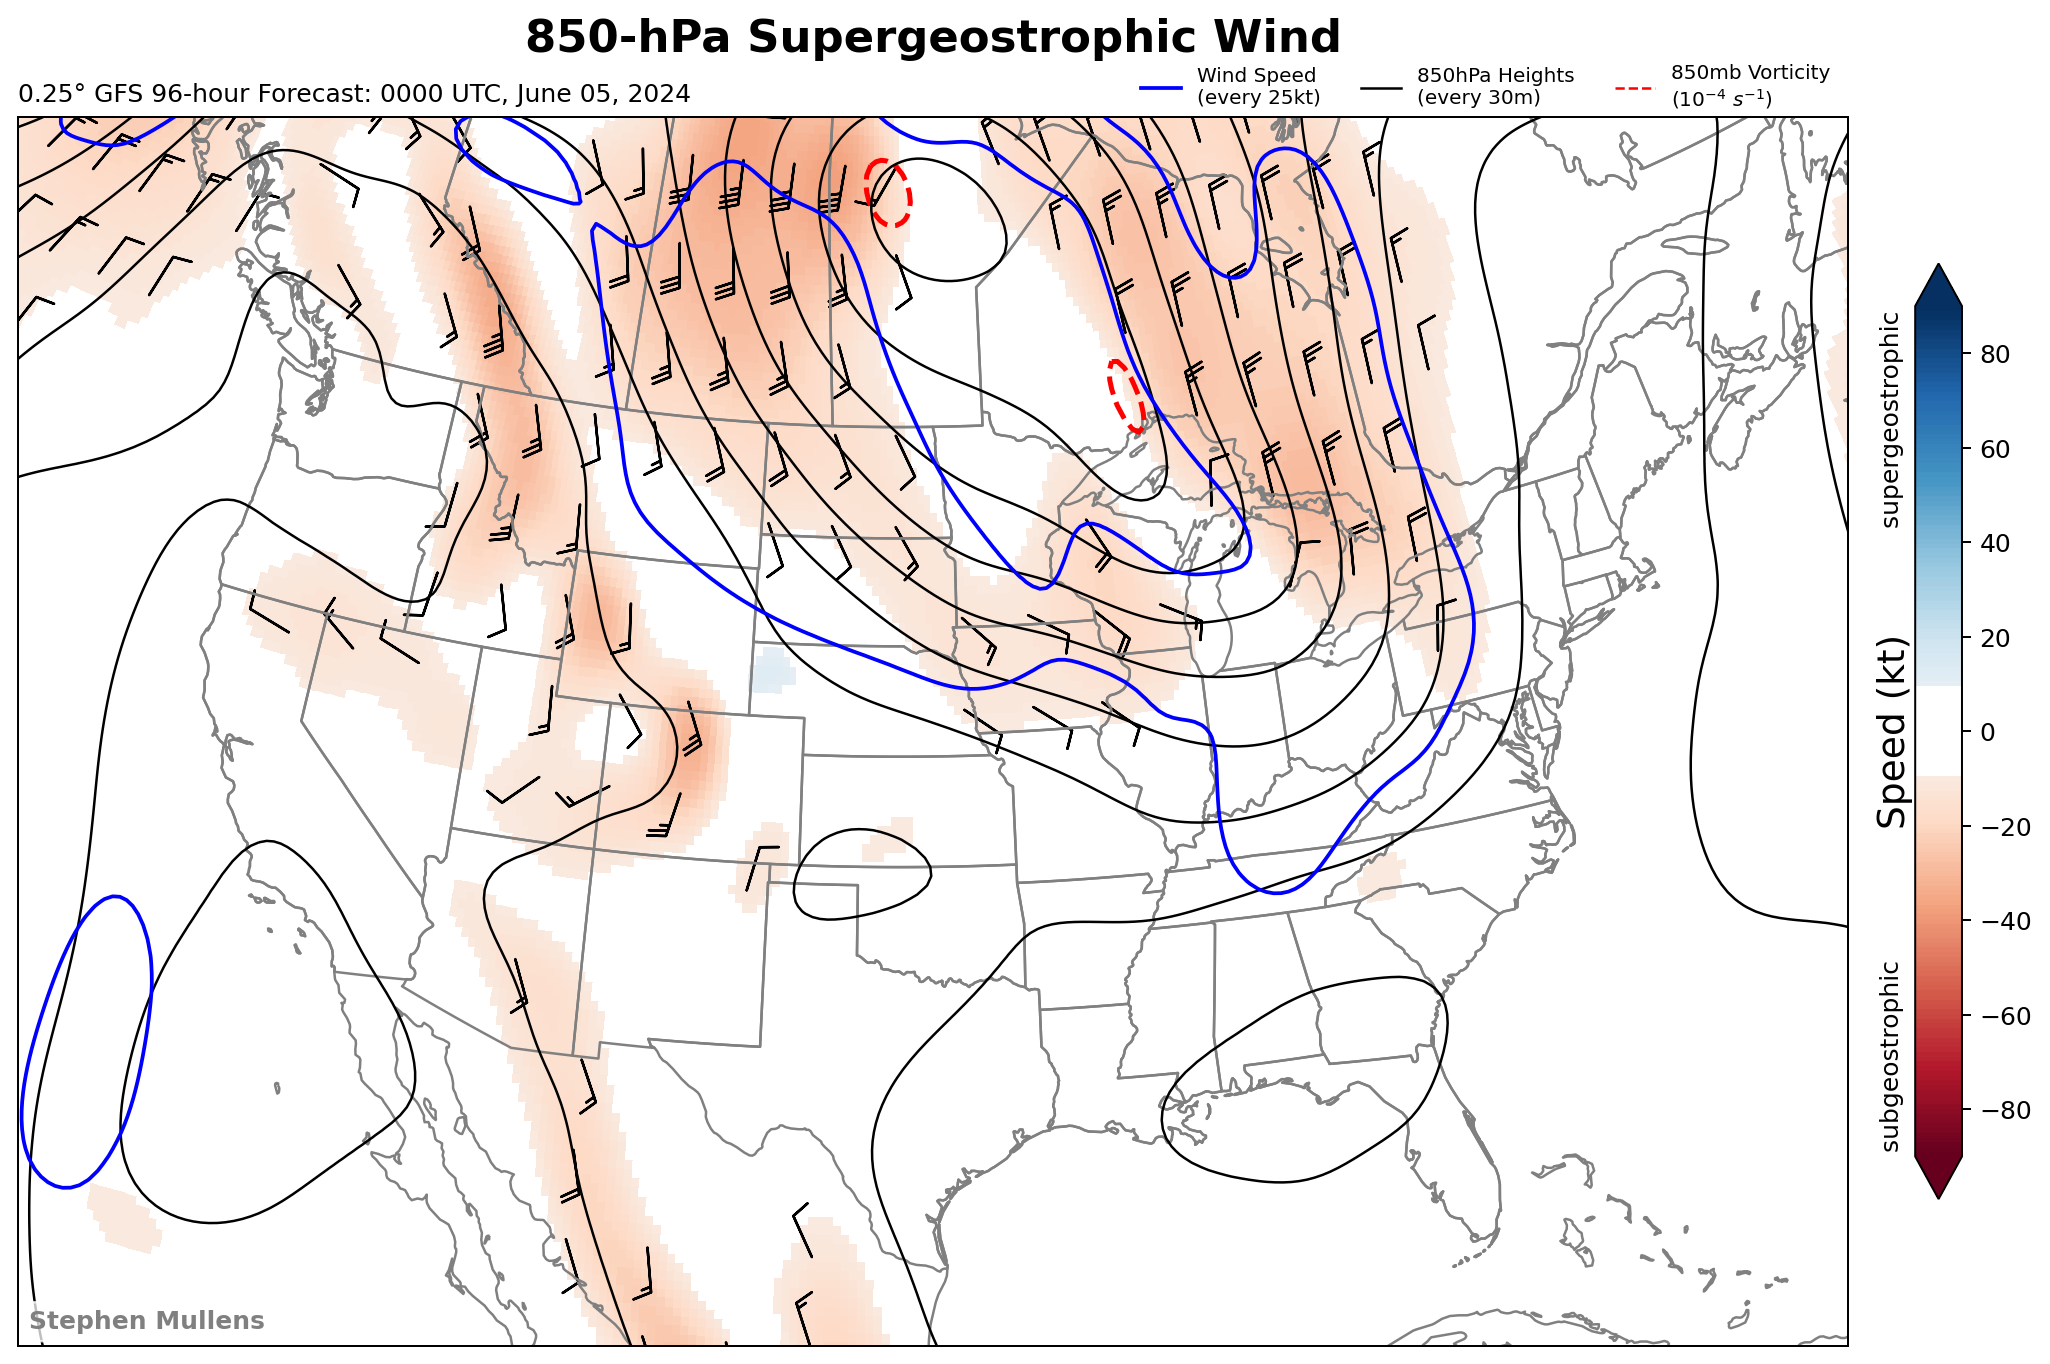 850-hPa Supergeostrophic Wind
0.25° GFS 96-hour Forecast: 0000 UTC, June 05, 2024
Wind Speed
(every 25kt)
850hPa Heights
(every 30m)
850mb Vorticity
(10⁻⁴ s⁻¹)
supergeostrophic
Speed (kt)
subgeostrophic
80
60
40
20
0
−20
−40
−60
−80
Stephen Mullens